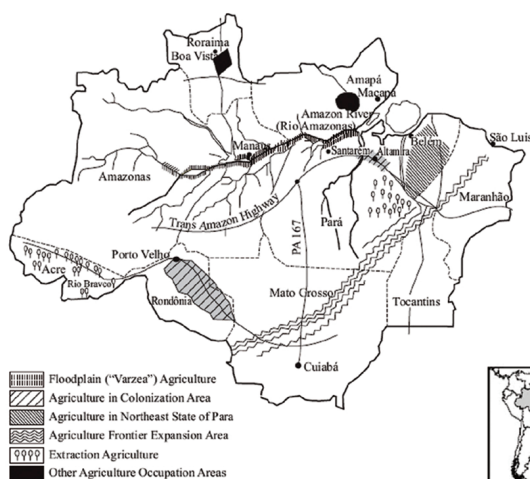 Roraima
Boa Vista
Amapá
Macapa
Amazon River
(Rio Amazonas)
São Luis
Belém
Manaus
Santarém
Altamira
Amazonas
Maranhão
Trans Amazon Highway
Pará
PA 167
Porto Velho
Acre
Rio Bravco
Rondônia
Mato Grosso
Tocantins
Cuiabá
Floodplain ("Varzea") Agriculture
Agriculture in Colonization Area
Agriculture in Northeast State of Para
Agriculture Frontier Expansion Area
Extraction Agriculture
Other Agriculture Occupation Areas